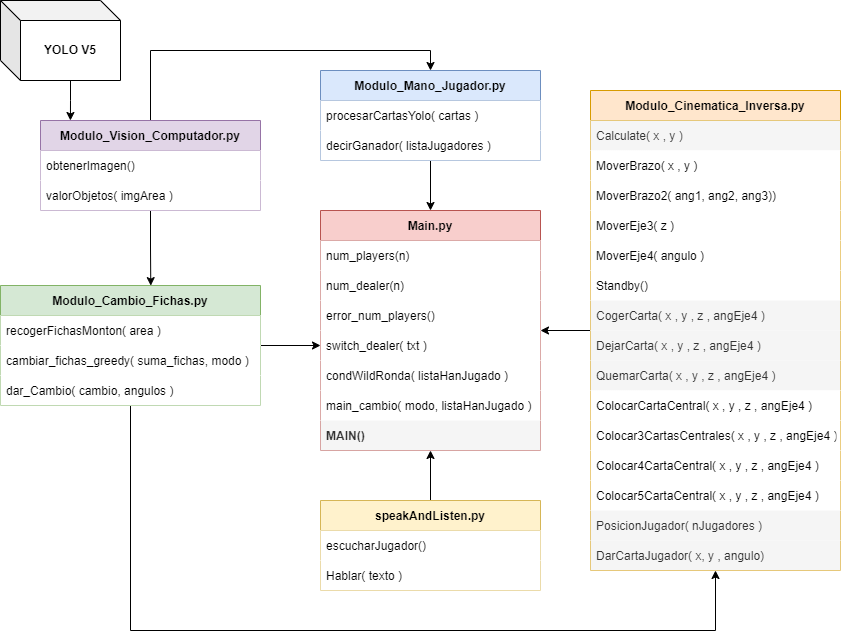 YOLO V5
Modulo_Vision_Computador.py
obtenerImagen()
valorObjetos( imgArea )
Modulo_Mano_Jugador.py
procesarCartasYolo( cartas )
decirGanador( listaJugadores )
Modulo_Cambio_Fichas.py
recogerFichasMonton( area )
cambiar_fichas_greedy( suma_fichas, modo )
dar_Cambio( cambio, angulos )
Main.py
num_players(n)
num_dealer(n)
error_num_players()
switch_dealer( txt )
condWildRonda( listaHanJugado )
main_cambio( modo, listaHanJugado )
MAIN()
speakAndListen.py
escucharJugador()
Hablar( texto )
Modulo_Cinematica_Inversa.py
Calculate( x , y )
MoverBrazo( x , y )
MoverBrazo2( ang1, ang2, ang3))
MoverEje3( z )
MoverEje4( angulo )
Standby()
CogerCarta( x , y , z , angEje4 )
DejarCarta( x , y , z , angEje4 )
QuemarCarta( x , y , z , angEje4 )
ColocarCartaCentral( x , y , z , angEje4 )
Colocar3CartasCentrales( x , y , z , angEje4 )
Colocar4CartaCentral( x , y , z , angEje4 )
Colocar5CartaCentral( x , y , z , angEje4 )
PosicionJugador( nJugadores )
DarCartaJugador( x, y , angulo)